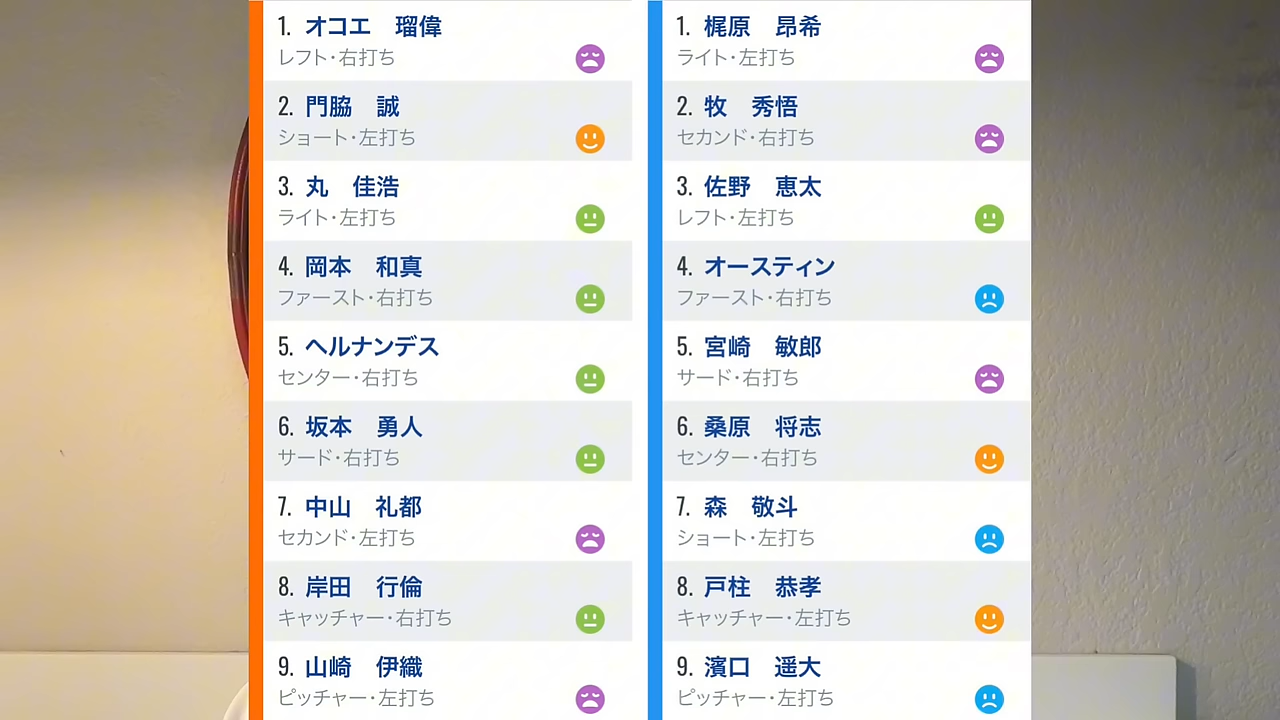 1. オコエ 瑠偉
レフト・右打ち
2. 門脇 誠
ショート・左打ち
3. 丸 佳浩
ライト・左打ち
4. 岡本 和真
ファースト・右打ち
5. ヘルナンデス
センター・右打ち
6. 坂本 勇人
サード・右打ち
7. 中山 礼都
セカンド・左打ち
8. 岸田 行倫
キャッチャー・右打ち
9. 山崎 伊織
ピッチャー・左打ち
1. 梶原 昂希
ライト・左打ち
2. 牧 秀悟
セカンド・右打ち
3. 佐野 恵太
レフト・左打ち
4. オースティン
ファースト・右打ち
5. 宮崎 敏郎
サード・右打ち
6. 桑原 将志
センター・右打ち
7. 森 敬斗
ショート・左打ち
8. 戸柱 恭孝
キャッチャー・左打ち
9. 濵口 遥大
ピッチャー・左打ち